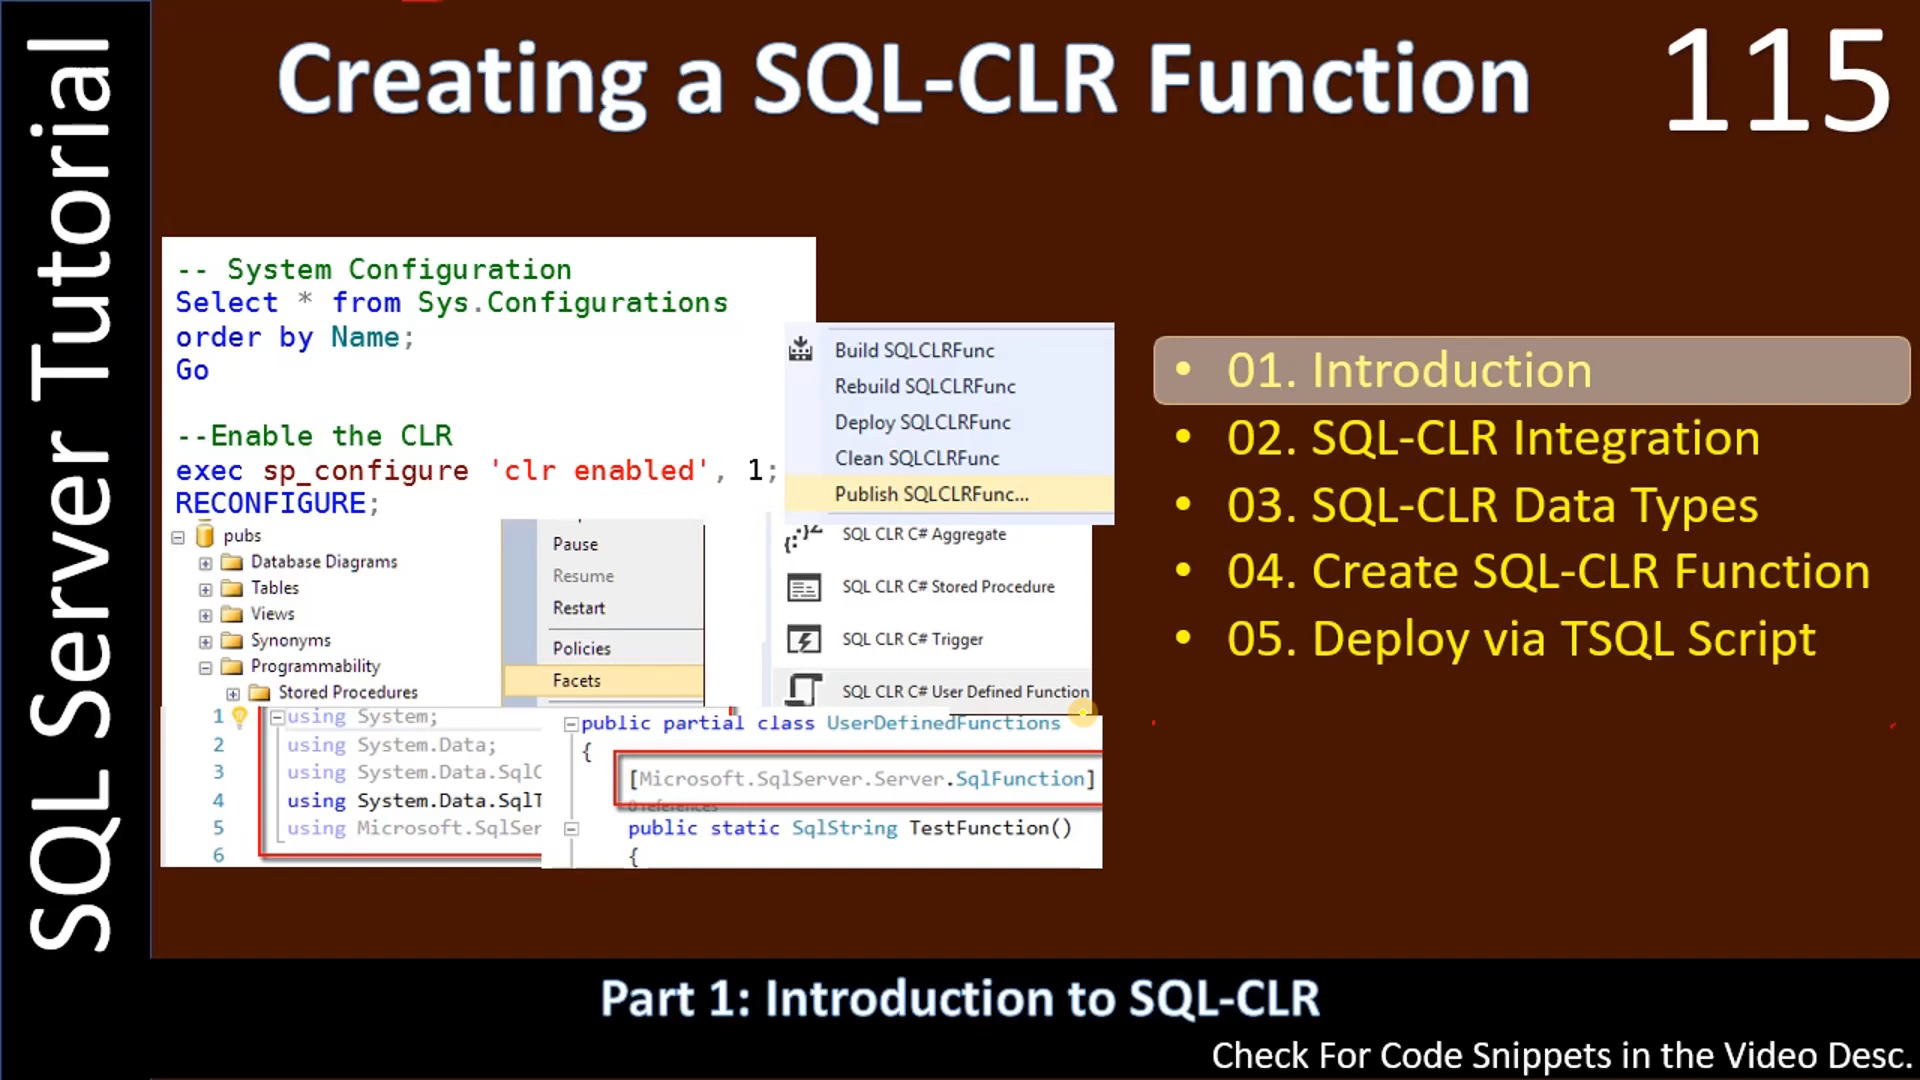 SQL Server Tutorial
Creating a SQL-CLR Function
115
-- System Configuration
Select * from Sys.Configurations
order by Name;
Go
--Enable the CLR
exec sp_configure 'clr enabled', 1;
RECONFIGURE;
Build SQLCLRFunc
Rebuild SQLCLRFunc
Deploy SQLCLRFunc
Clean SQLCLRFunc
Publish SQLCLRFunc...
pubs
Database Diagrams
Tables
Views
Synonyms
Programmability
Stored Procedures
Pause
Resume
Restart
Policies
Facets
SQL CLR C# Aggregate
SQL CLR C# Stored Procedure
SQL CLR C# Trigger
SQL CLR C# User Defined Function
1 using System;
2 using System.Data;
3 using System.Data.SqlC
4 using System.Data.SqlT
5 using Microsoft.SqlSer
6
public partial class UserDefinedFunctions
{
[Microsoft.SqlServer.Server.SqlFunction]
0 references
public static SqlString TestFunction()
{
• 01. Introduction
• 02. SQL-CLR Integration
• 03. SQL-CLR Data Types
• 04. Create SQL-CLR Function
• 05. Deploy via TSQL Script
Part 1: Introduction to SQL-CLR
Check For Code Snippets in the Video Desc.